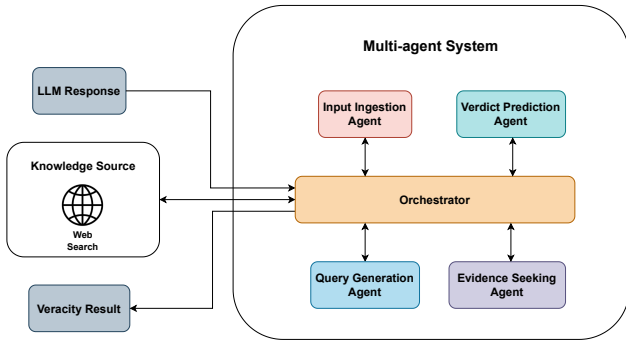 Multi-agent System
LLM Response
Input Ingestion
Agent
Verdict Prediction
Agent
Knowledge Source
Web
Search
Orchestrator
Query Generation
Agent
Evidence Seeking
Agent
Veracity Result